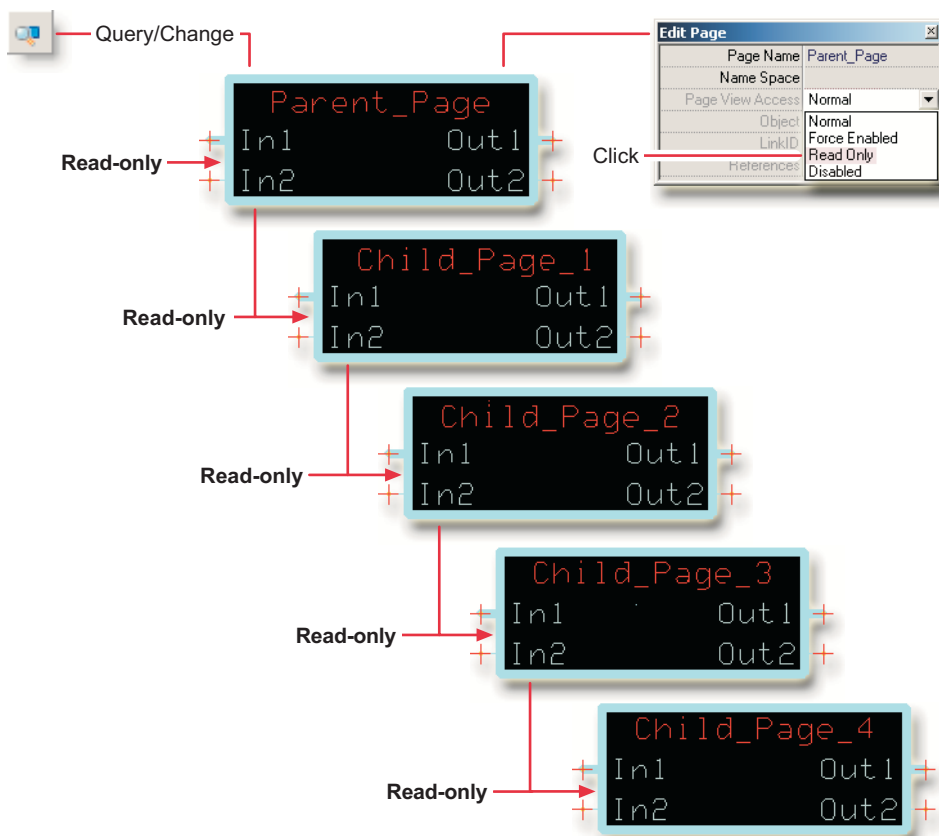 Query/Change
Edit Page
Page Name Parent_Page
Name Space
Page View Access Normal
Object Normal
LinkID Force Enabled
References Read Only
Disabled
Click
Parent_Page
In1 Out1
In2 Out2
Read-only
Child_Page_1
In1 Out1
In2 Out2
Read-only
Child_Page_2
In1 Out1
In2 Out2
Read-only
Child_Page_3
In1 Out1
In2 Out2
Read-only
Child_Page_4
In1 Out1
In2 Out2
Read-only